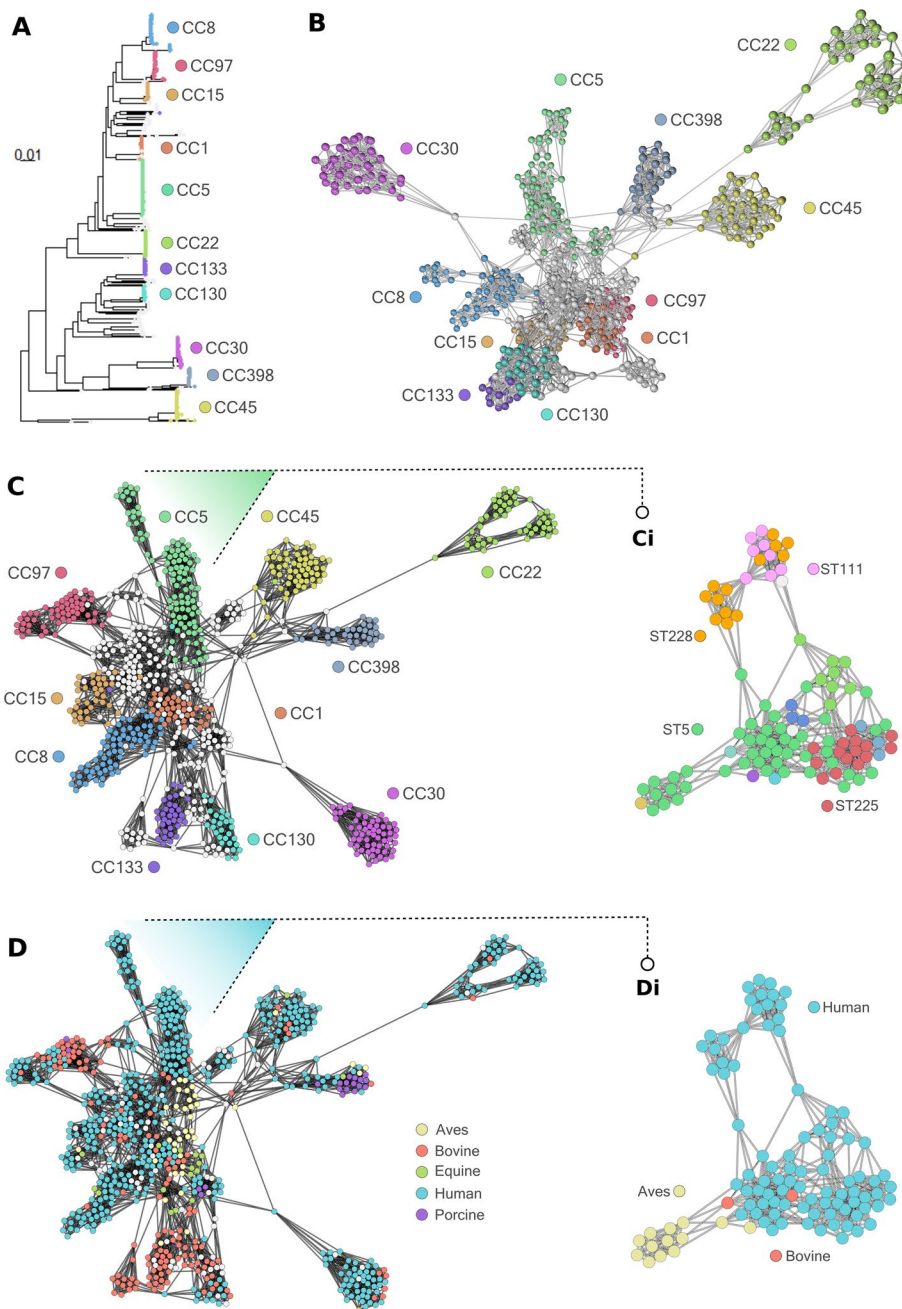 A
CC8
CC97
CC15
CC1
0.01
CC5
CC22
CC133
CC130
CC30
CC398
CC45
B
CC22
CC5
CC398
CC30
CC45
CC8
CC97
CC15
CC1
CC133
CC130
C
CC5
CC45
CC97
CC22
CC398
CC15
CC1
CC8
CC30
CC130
CC133
Ci
ST111
ST228
ST5
ST225
D
Aves
Bovine
Equine
Human
Porcine
Di
Human
Aves
Bovine